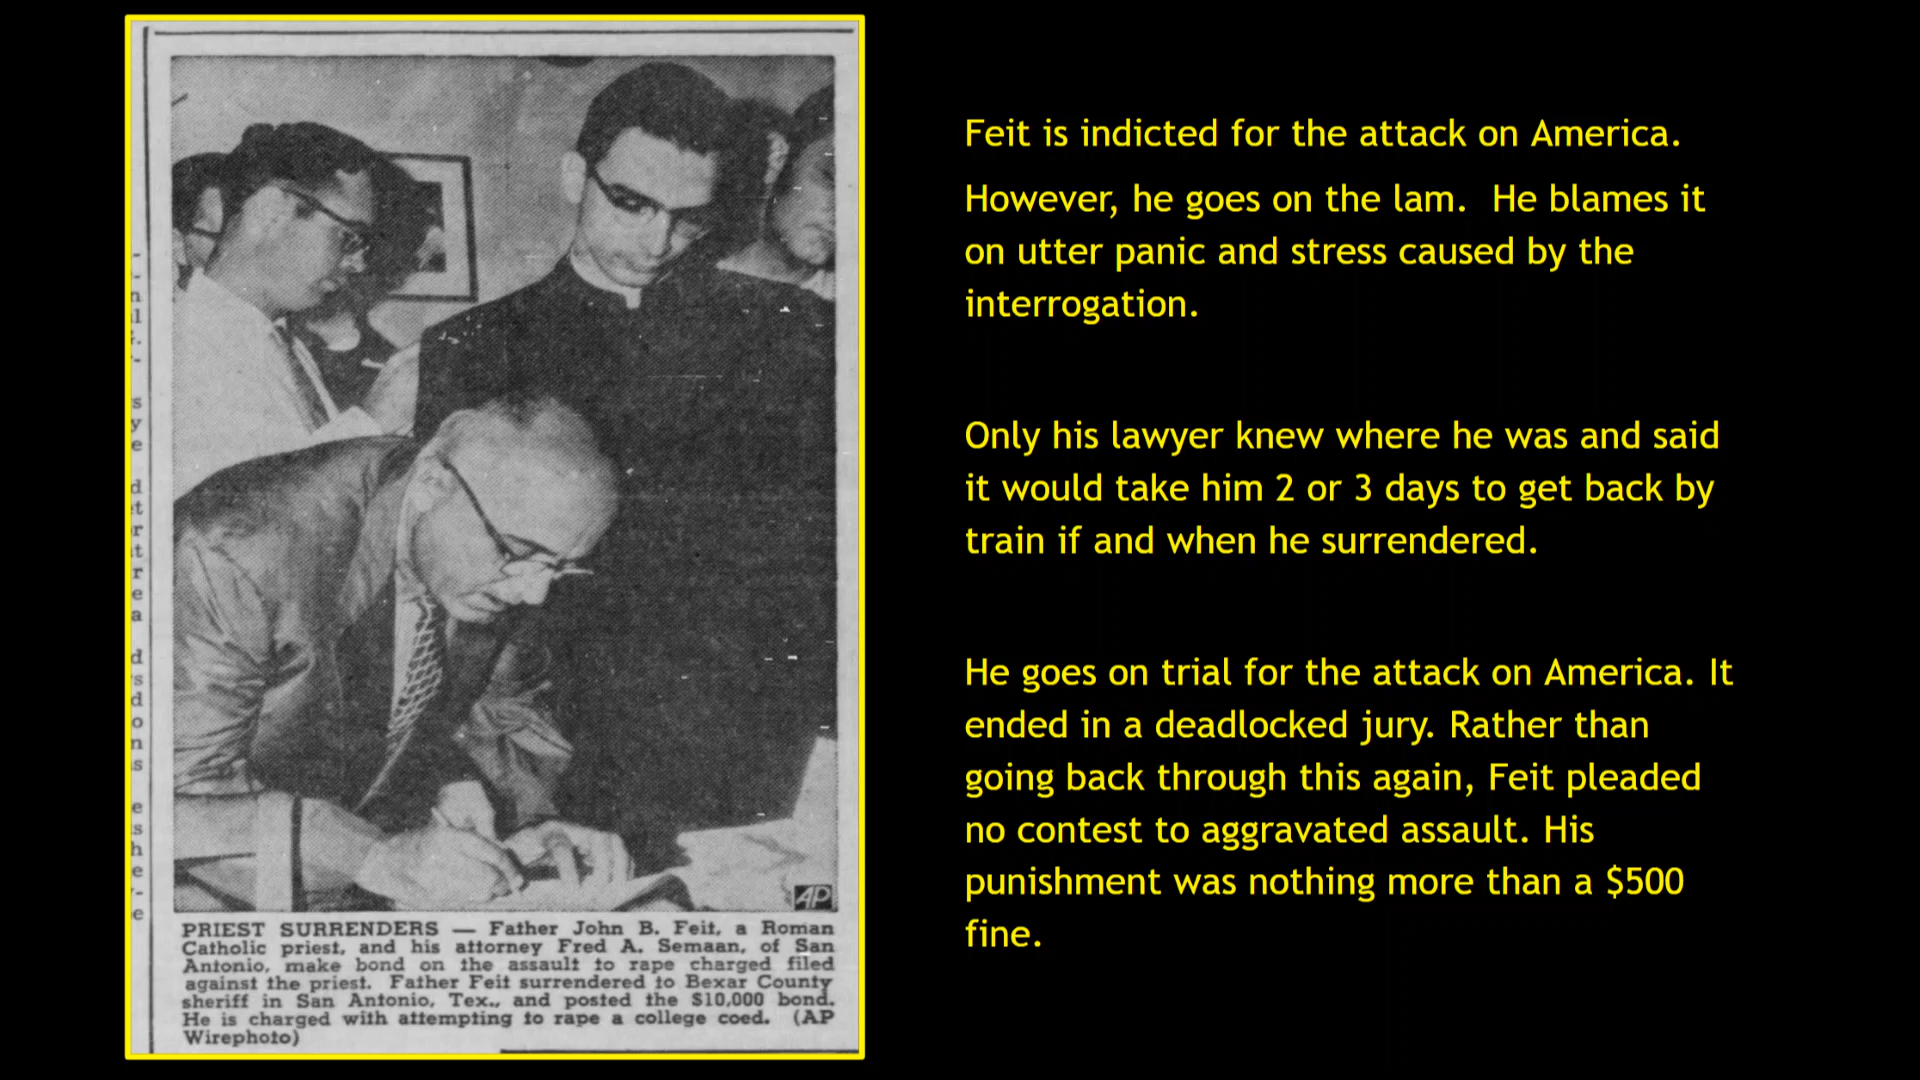 Feit is indicted for the attack on America.
However, he goes on the lam.  He blames it
on utter panic and stress caused by the
interrogation.
Only his lawyer knew where he was and said
it would take him 2 or 3 days to get back by
train if and when he surrendered.
He goes on trial for the attack on America. It
ended in a deadlocked jury. Rather than
going back through this again, Feit pleaded
no contest to aggravated assault. His
punishment was nothing more than a $500
fine.
AP
PRIEST SURRENDERS — Father John B. Feit, a Roman
Catholic priest, and his attorney Fred A. Semaan, of San
Antonio, make bond on the assault to rape charged filed
against the priest. Father Feit surrendered to Bexar County
sheriff in San Antonio, Tex., and posted the $10,000 bond.
He is charged with attempting to rape a college coed. (AP
Wirephoto)